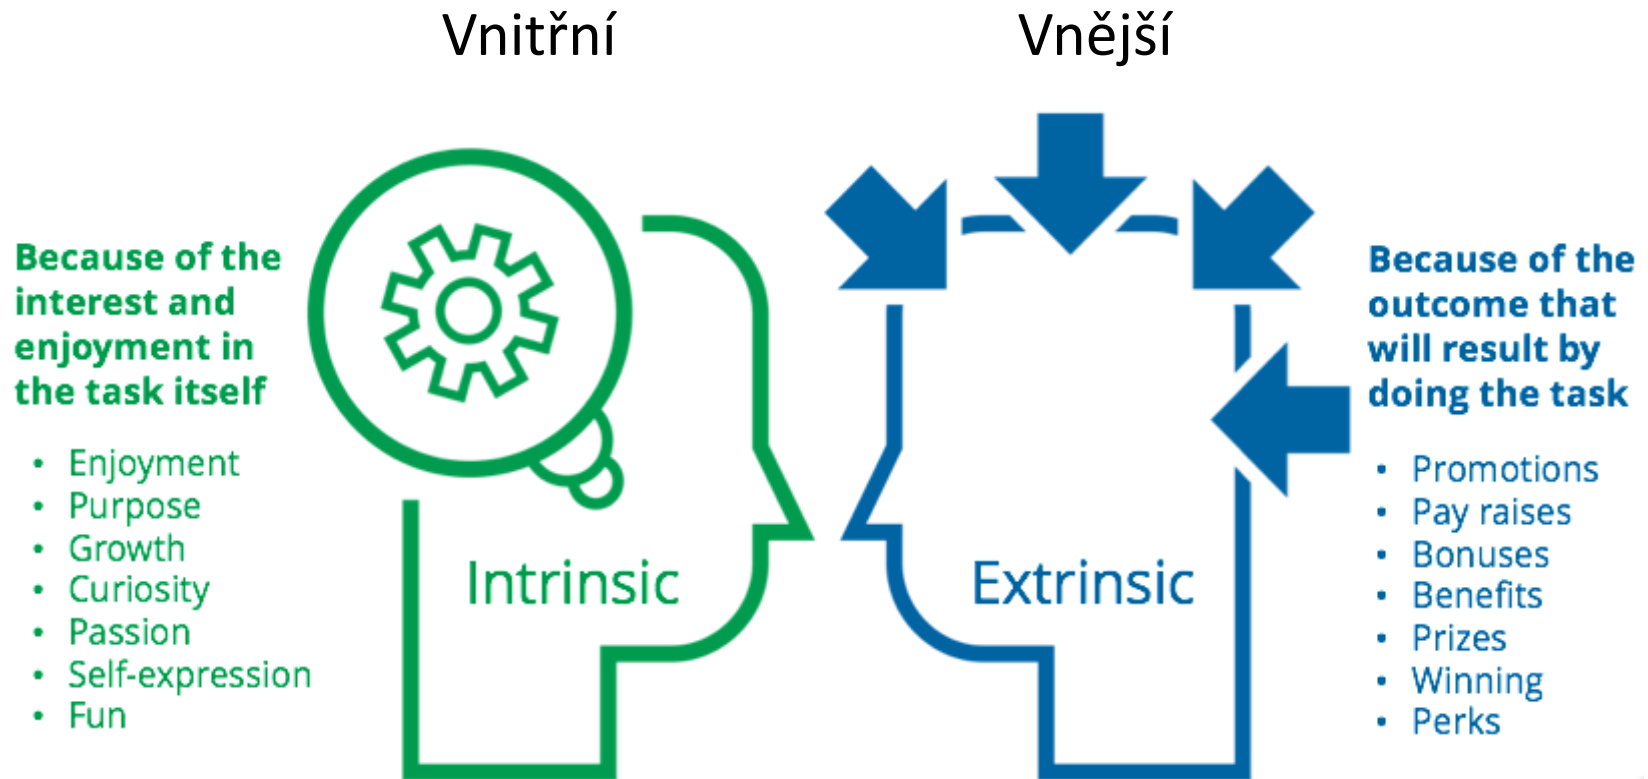 Vnitřní
Vnější
Because of the
interest and
enjoyment in
the task itself
• Enjoyment
• Purpose
• Growth
• Curiosity
• Passion
• Self-expression
• Fun
Intrinsic
Extrinsic
Because of the
outcome that
will result by
doing the task
• Promotions
• Pay raises
• Bonuses
• Benefits
• Prizes
• Winning
• Perks